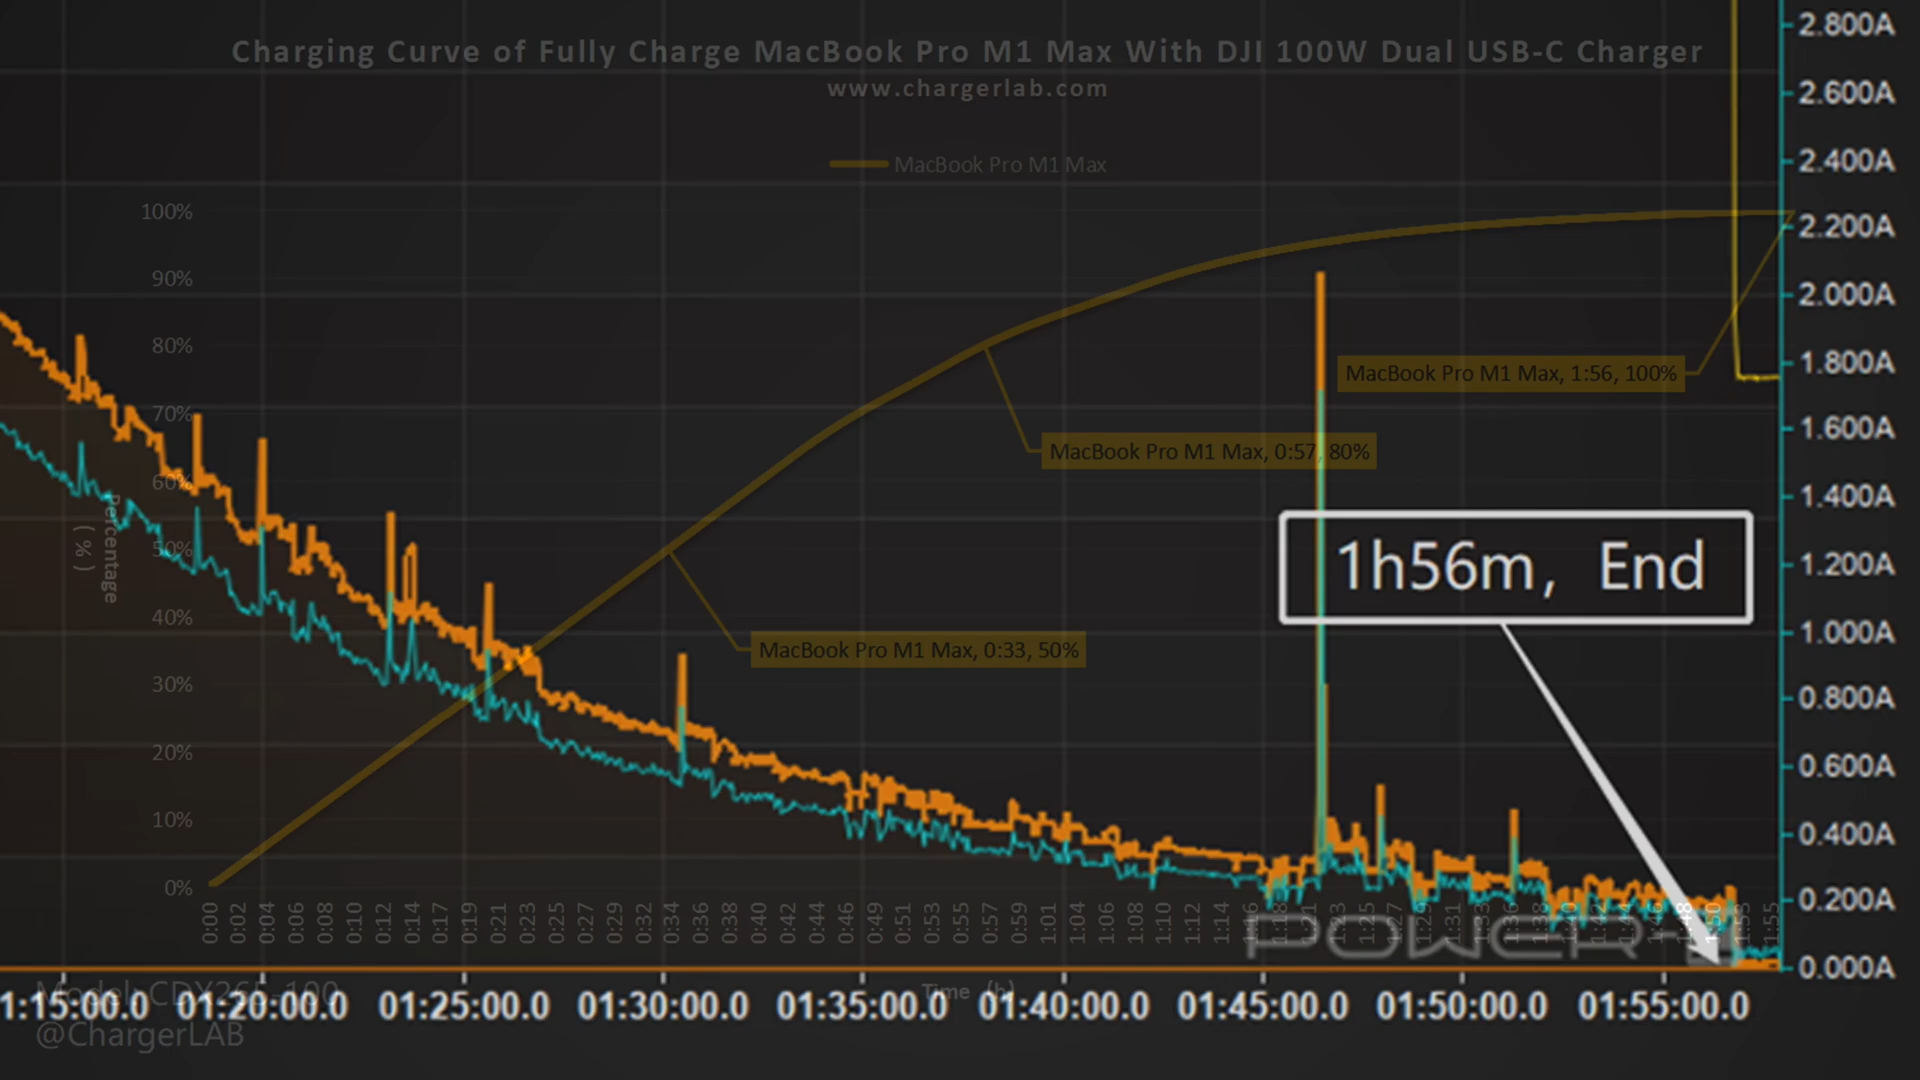 Charging Curve of Fully Charge MacBook Pro M1 Max With DJI 100W Dual USB-C Charger
www.chargerlab.com
MacBook Pro M1 Max
100%
90%
80%
70%
60%
50%
40%
30%
20%
10%
0%
Percentage
(%)
MacBook Pro M1 Max, 1:56, 100%
MacBook Pro M1 Max, 0:57, 80%
MacBook Pro M1 Max, 0:33, 50%
1h56m, End
2.800A
2.600A
2.400A
2.200A
2.000A
1.800A
1.600A
1.400A
1.200A
1.000A
0.800A
0.600A
0.400A
0.200A
0.000A
0:00 0:02 0:04 0:06 0:08 0:10 0:12 0:14 0:17 0:19 0:21 0:23 0:25 0:27 0:29 0:32 0:34 0:36 0:38 0:40 0:42 0:44 0:46 0:49 0:51 0:53 0:55 0:57 0:59 1:01 1:04 1:06 1:08 1:10 1:12 1:14 1:50 1:55
Time (h)
1:15:00.0 01:20:00.0 01:25:00.0 01:30:00.0 01:35:00.0 01:40:00.0 01:45:00.0 01:50:00.0 01:55:00.0
@ChargerLAB